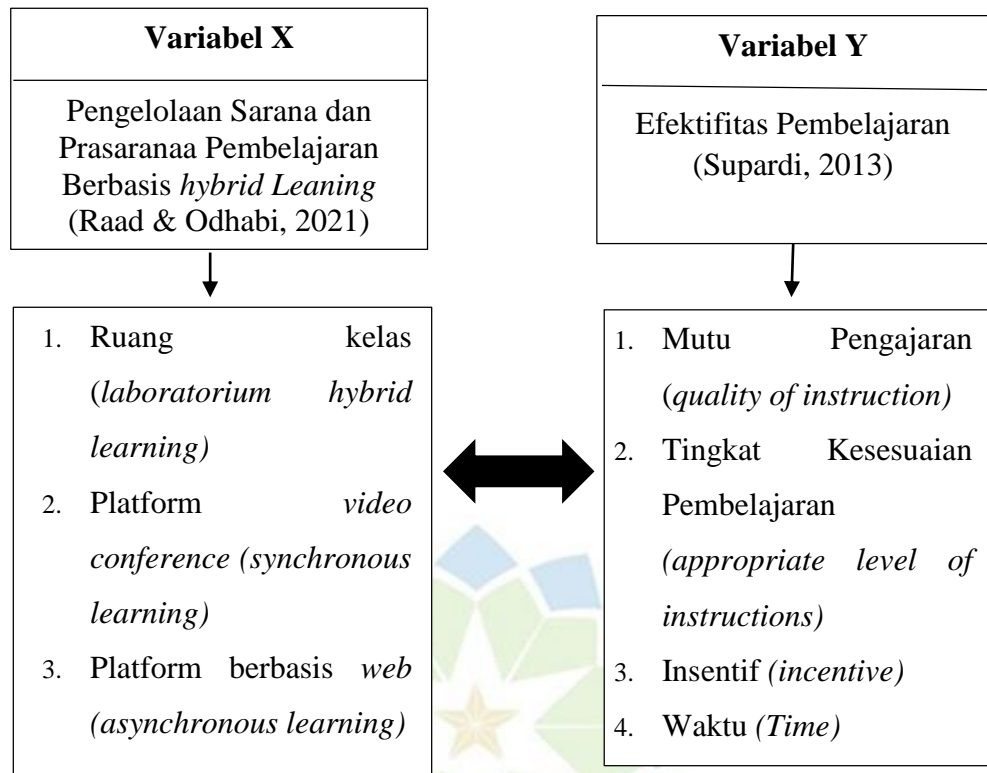 Variabel X
Pengelolaan Sarana dan
Prasaranaa Pembelajaran
Berbasis hybrid Leaning
(Raad & Odhabi, 2021)
1. Ruang kelas
(laboratorium hybrid
learning)
2. Platform video
conference (synchronous
learning)
3. Platform berbasis web
(asynchronous learning)
Variabel Y
Efektifitas Pembelajaran
(Supardi, 2013)
1. Mutu Pengajaran
(quality of instruction)
2. Tingkat Kesesuaian
Pembelajaran
(appropriate level of
instructions)
3. Insentif (incentive)
4. Waktu (Time)